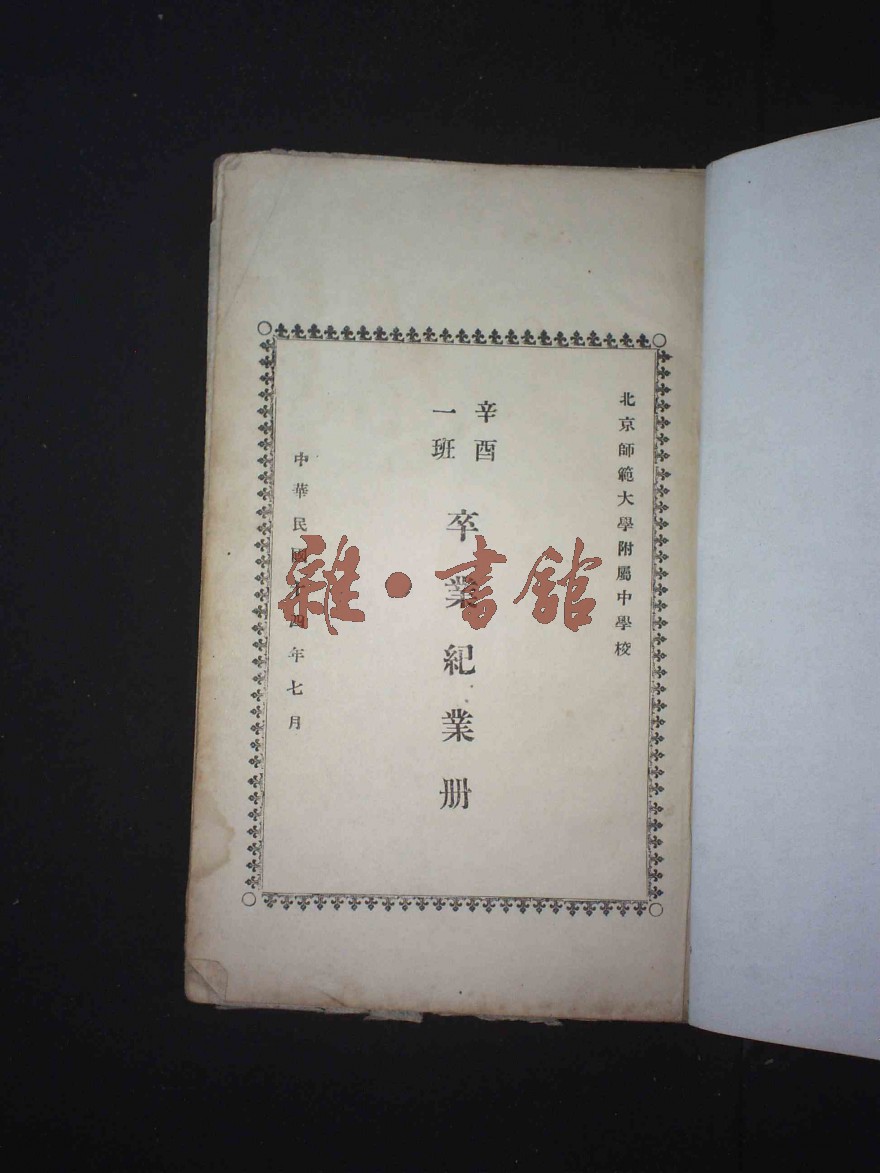 北京師範大學附屬中學校
辛酉
一班
卒業紀業册
中華民國十四年七月
雜·書館